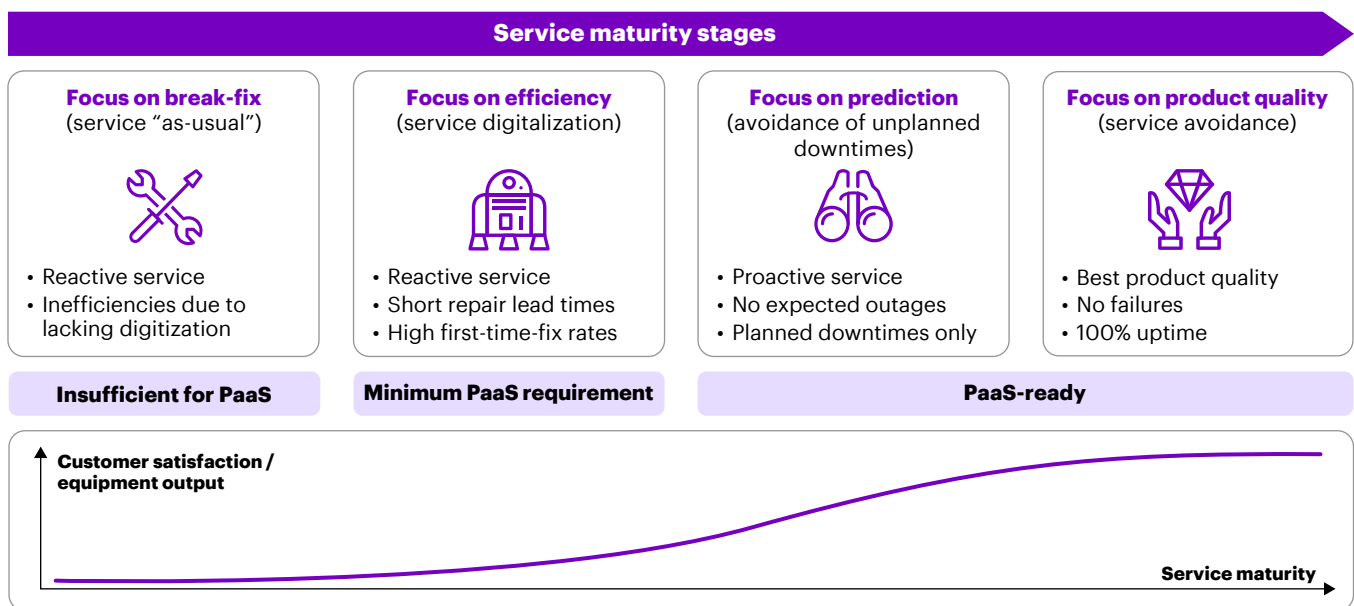 Service maturity stages
Focus on break-fix
(service “as-usual”)
• Reactive service
• Inefficiencies due to
lacking digitization
Insufficient for PaaS
Focus on efficiency
(service digitalization)
• Reactive service
• Short repair lead times
• High first-time-fix rates
Minimum PaaS requirement
Focus on prediction
(avoidance of unplanned
downtimes)
• Proactive service
• No expected outages
• Planned downtimes only
Focus on product quality
(service avoidance)
• Best product quality
• No failures
• 100% uptime
PaaS-ready
Customer satisfaction /
equipment output
Service maturity